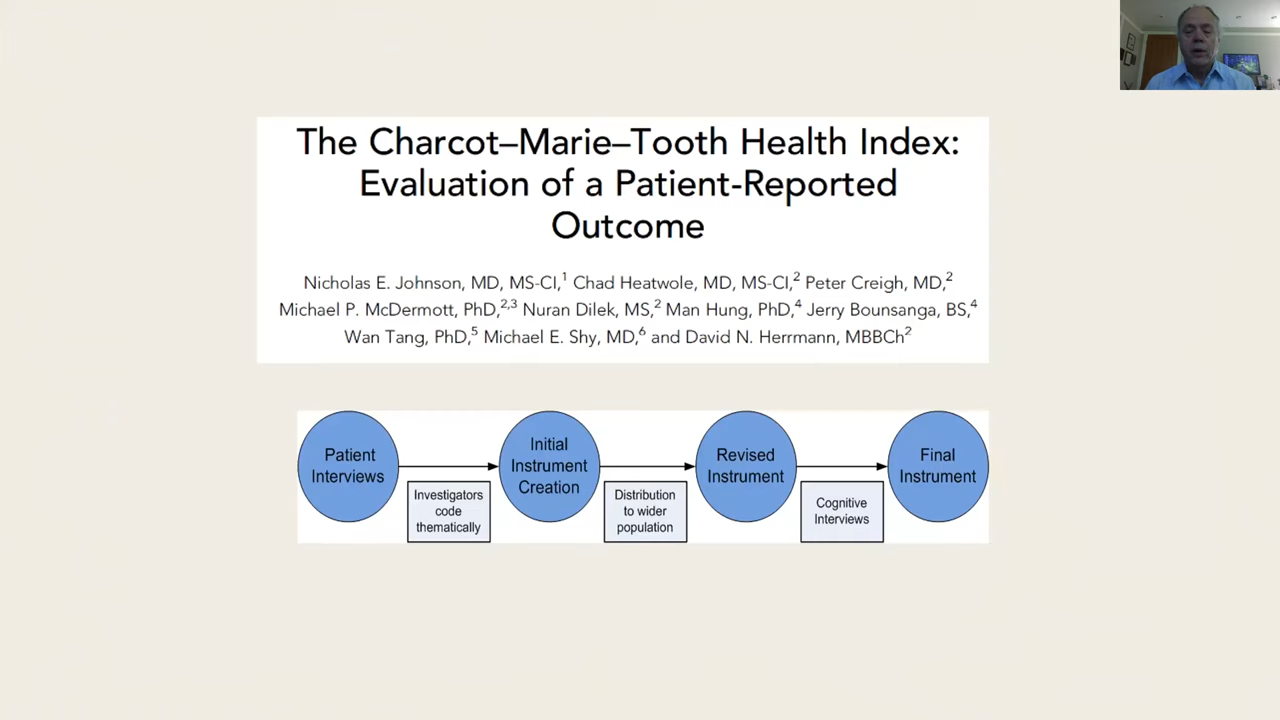 The Charcot–Marie–Tooth Health Index:
Evaluation of a Patient-Reported
Outcome
Nicholas E. Johnson, MD, MS-CI,¹ Chad Heatwole, MD, MS-CI,² Peter Creigh, MD,²
Michael P. McDermott, PhD,²,³ Nuran Dilek, MS,² Man Hung, PhD,⁴ Jerry Bounsanga, BS,⁴
Wan Tang, PhD,⁵ Michael E. Shy, MD,⁶ and David N. Herrmann, MBBCh²
Patient
Interviews
Investigators
code
thematically
Initial
Instrument
Creation
Distribution
to wider
population
Revised
Instrument
Cognitive
Interviews
Final
Instrument